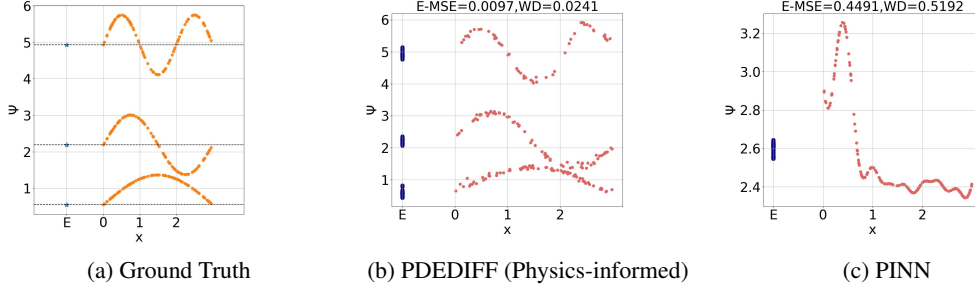 E-MSE=0.0097,WD=0.0241
E-MSE=0.4491,WD=0.5192
6
5
4
3
2
1
Ψ
E 0 1 2
x
6
5
4
3
2
1
Ψ
E 0 1 2
x
3.2
3.0
2.8
2.6
2.4
Ψ
E 0 1 2
x
(a) Ground Truth
(b) PDEDIFF (Physics-informed)
(c) PINN